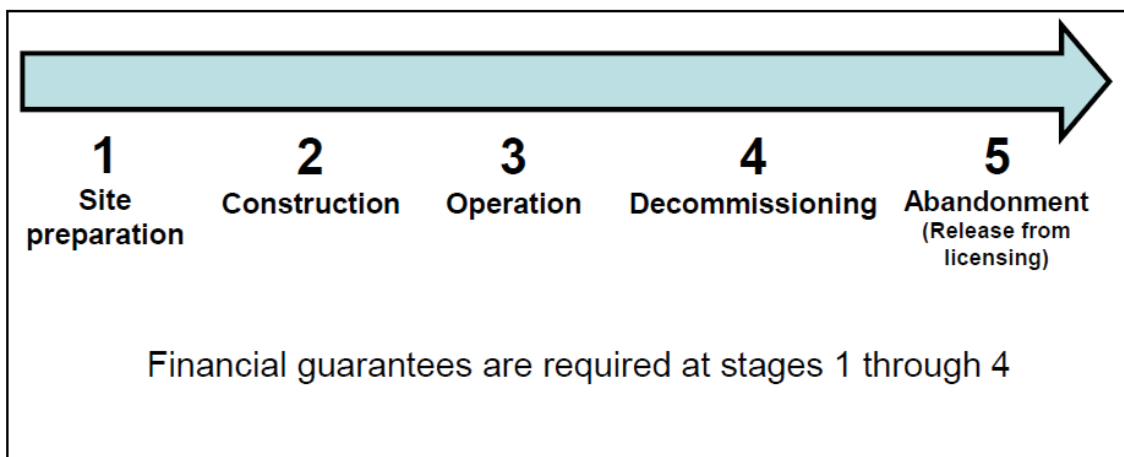 1 2 3 4 5
Site preparation
Construction
Operation
Decommissioning
Abandonment
(Release from
licensing)
Financial guarantees are required at stages 1 through 4